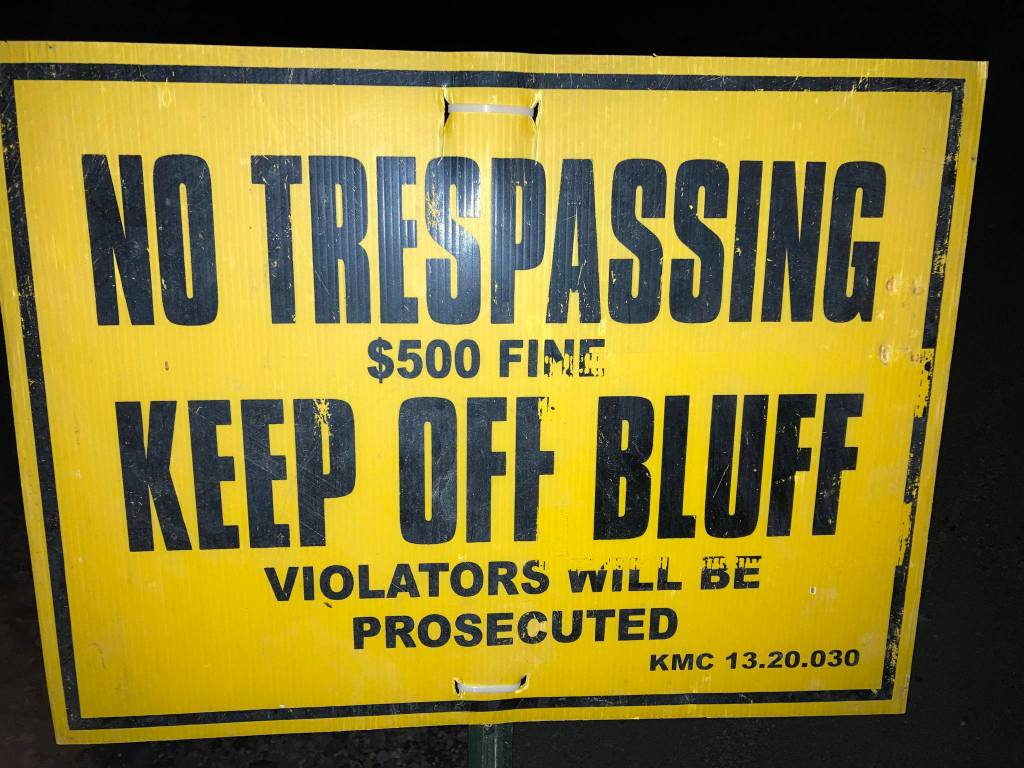 NO TRESPASSING
$500 FINE
KEEP OFF BLUFF
VIOLATORS WILL BE
PROSECUTED
KMC 13.20.030